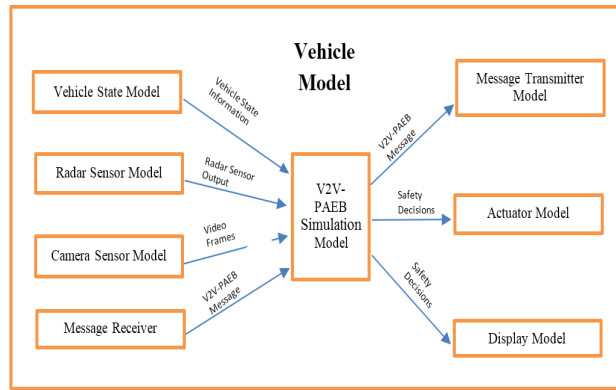 Vehicle
Model
Vehicle State Model
Vehicle State
Information
Message Transmitter
Model
Radar Sensor Model
Radar Sensor
Output
V2V-
PAEB
Simulation
Model
V2V-PAEB
Message
Safety
Decisions
Actuator Model
Camera Sensor Model
Video
Frames
Message Receiver
V2V-PAEB
Message
Safety
Decisions
Display Model